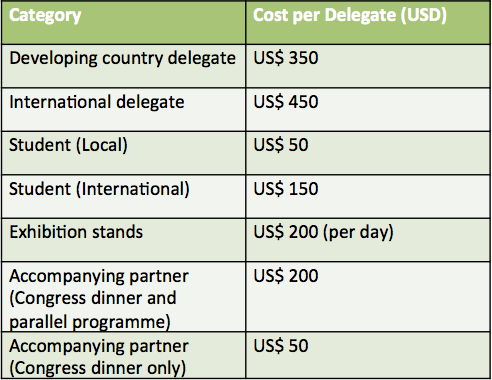 Category Cost per Delegate (USD)
Developing country delegate US$ 350
International delegate US$ 450
Student (Local) US$ 50
Student (International) US$ 150
Exhibition stands US$ 200 (per day)
Accompanying partner US$ 200
(Congress dinner and
parallel programme)
Accompanying partner US$ 50
(Congress dinner only)